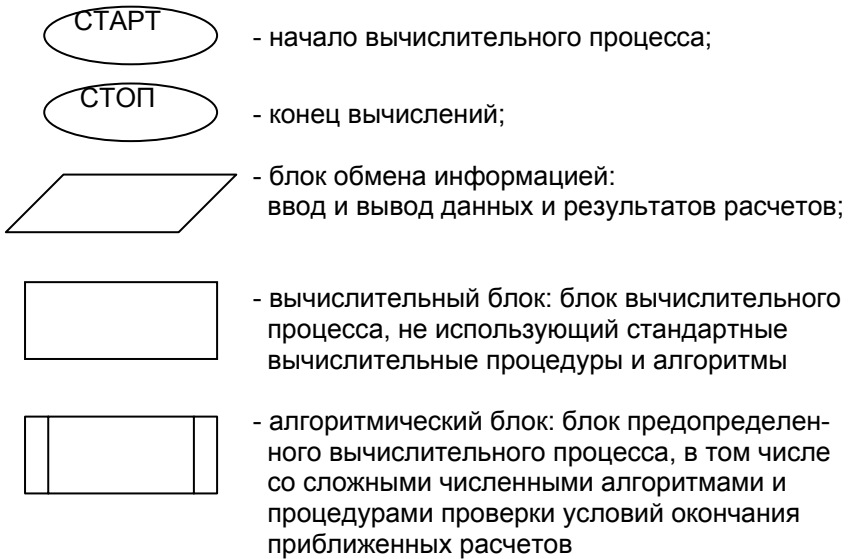 СТАРТ
- начало вычислительного процесса;
СТОП
- конец вычислений;
- блок обмена информацией:
ввод и вывод данных и результатов расчетов;
- вычислительный блок: блок вычислительного
процесса, не использующий стандартные
вычислительные процедуры и алгоритмы
- алгоритмический блок: блок предопределен-
ного вычислительного процесса, в том числе
со сложными численными алгоритмами и
процедурами проверки условий окончания
приближенных расчетов